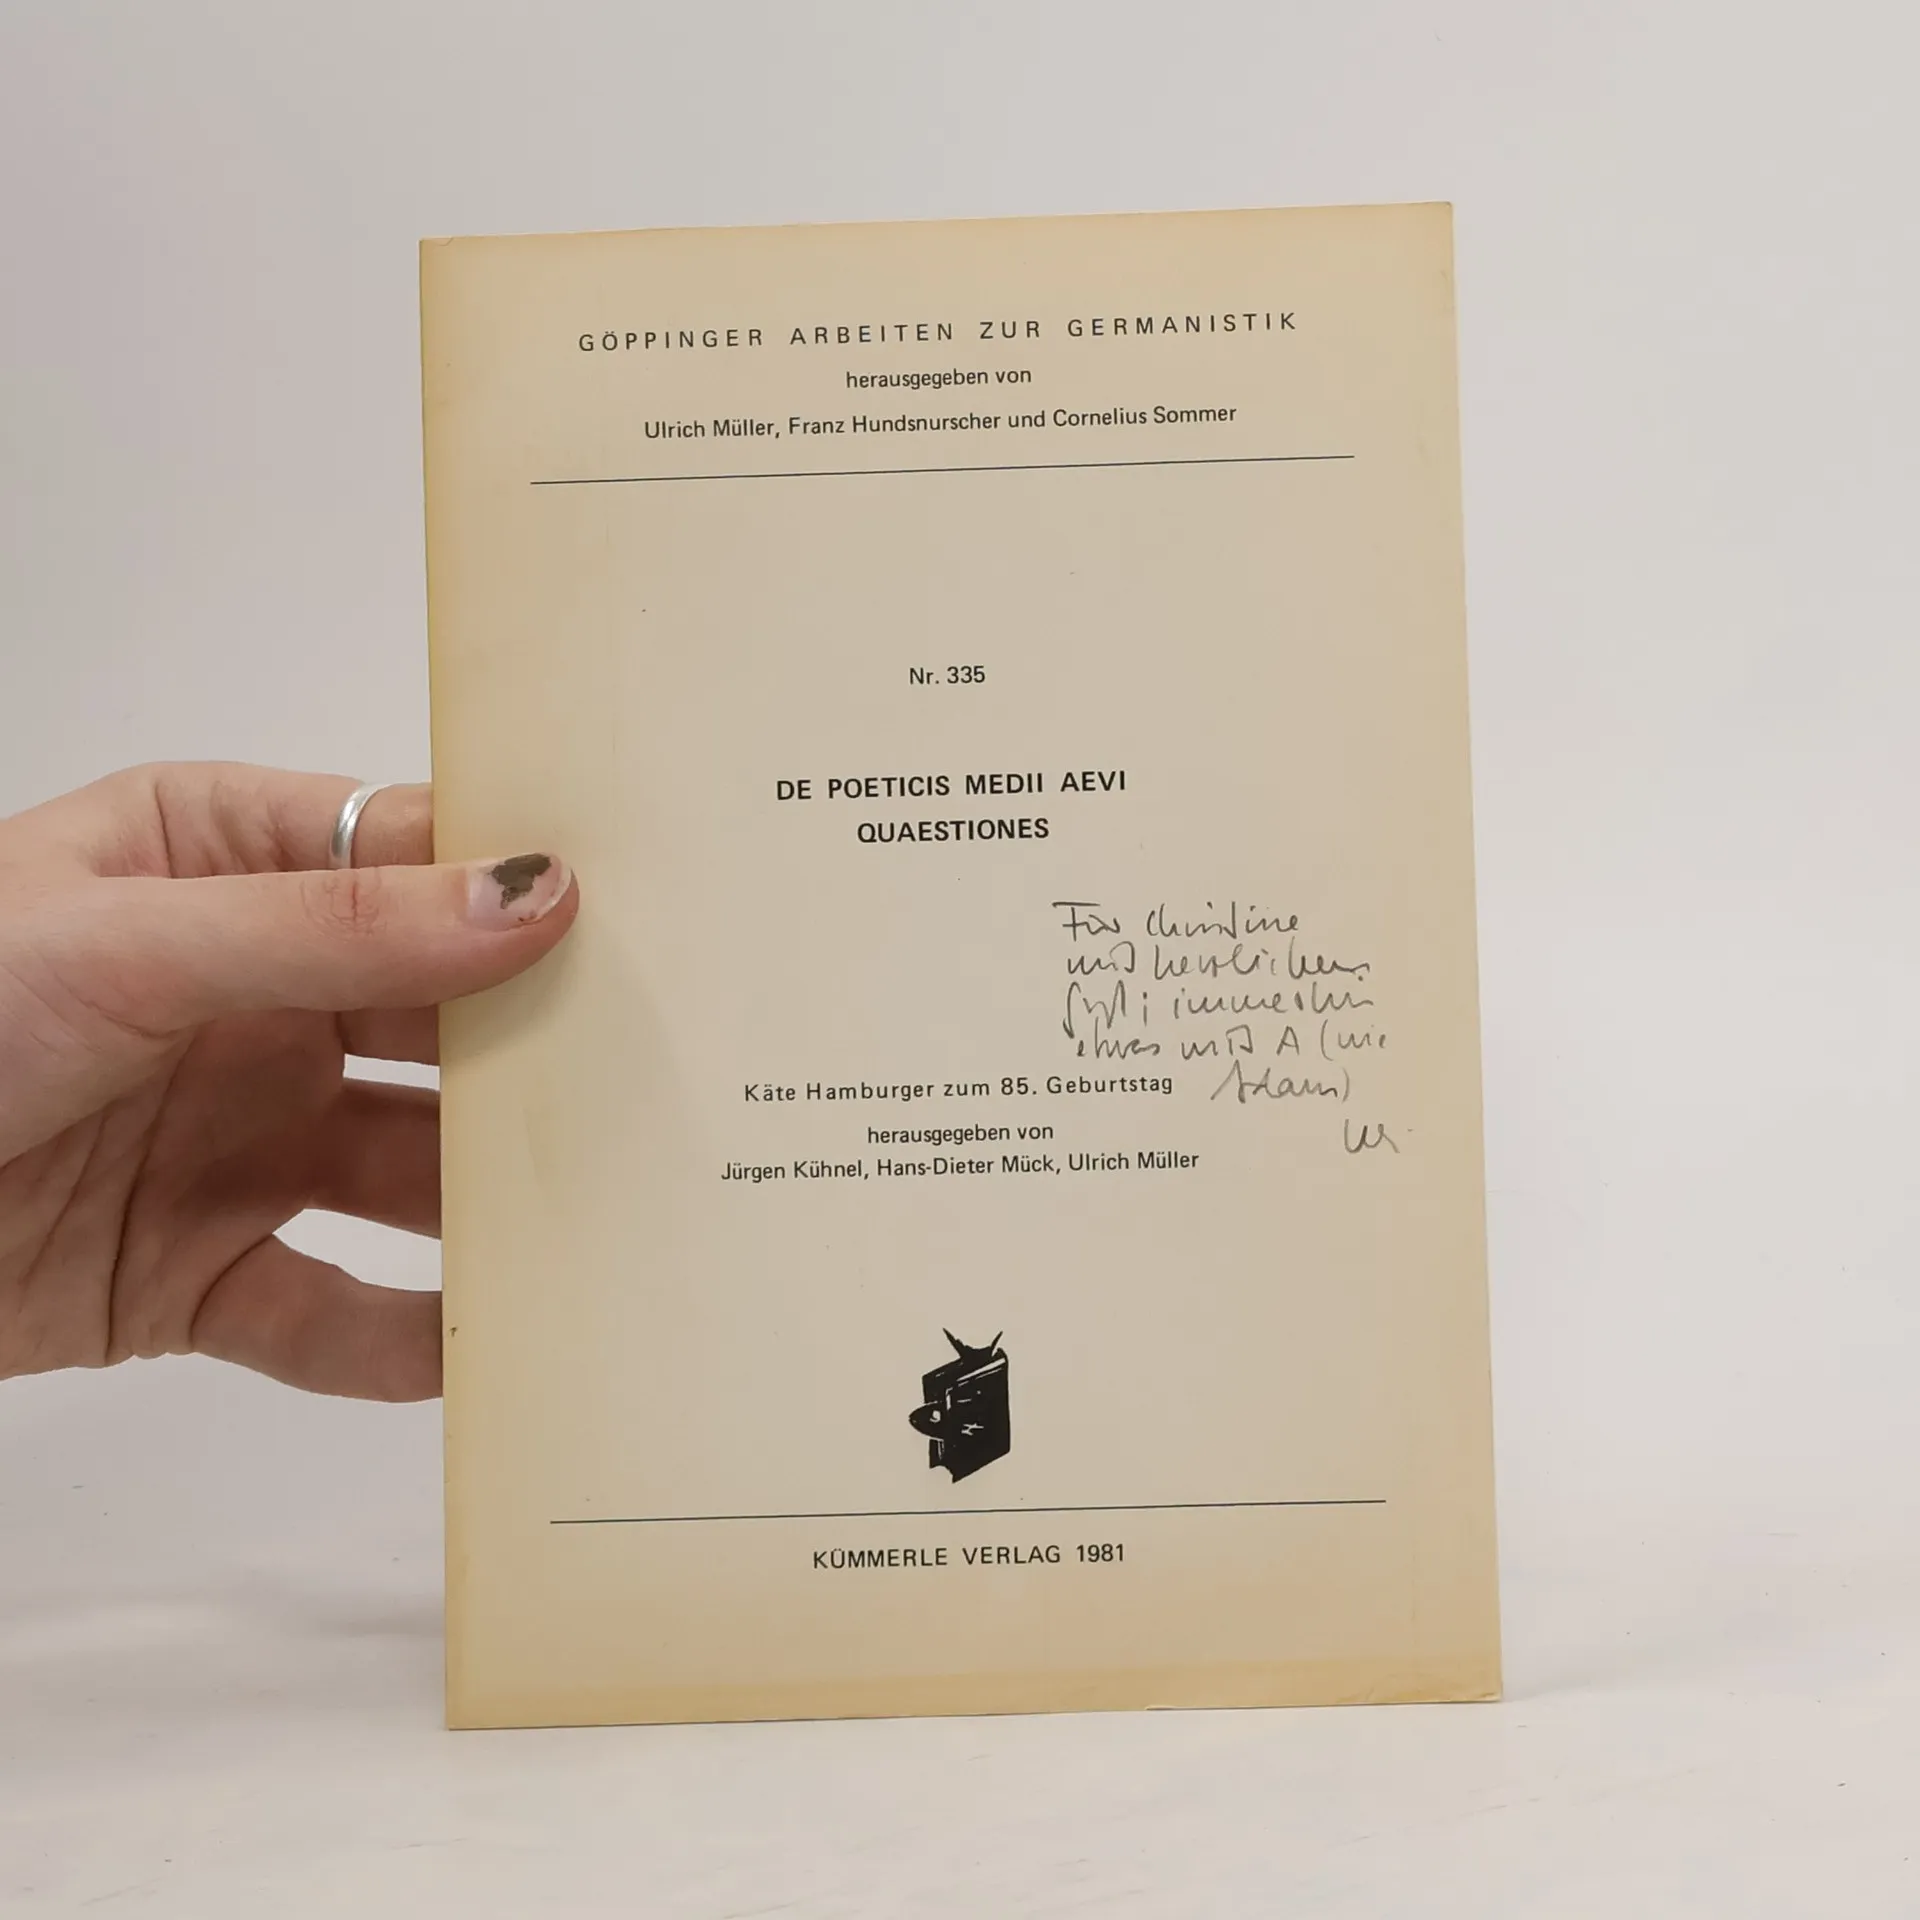 GÖPPINGER ARBEITEN ZUR GERMANISTIK
herausgegeben von
Ulrich Müller, Franz Hundsnurscher und Cornelius Sommer
Nr. 335
DE POETICIS MEDII AEVI
QUAESTIONES
Für Christine
mit herzlichem
Gruß; immerhin
etwas mit A (wie
Adam)
Käte Hamburger zum 85. Geburtstag
herausgegeben von
Jürgen Kühnel, Hans-Dieter Mück, Ulrich Müller
KÜMMERLE VERLAG 1981